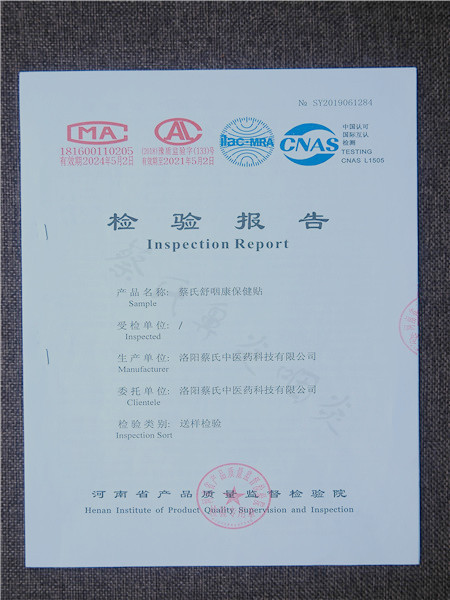 № SY2019061284
MA
AL
ilac-MRA
CNAS
中国认可
国际互认
检测
TESTING
CNAS L1505
181600110205
有效期2024年5月2日
(2018)豫质监验字(133)号
有效期至2021年5月2日
检验报告
Inspection Report
产品名称: 蔡氏舒咽康保健贴
Sample
受检单位: /
Inspected
生产单位: 洛阳蔡氏中医药科技有限公司
Manufacturer
委托单位: 洛阳蔡氏中医药科技有限公司
Clientele
检验类别: 送样检验
Inspection Sort
河南省产品质量监督检验院
Henan Institute of Product Quality Supervision and Inspection